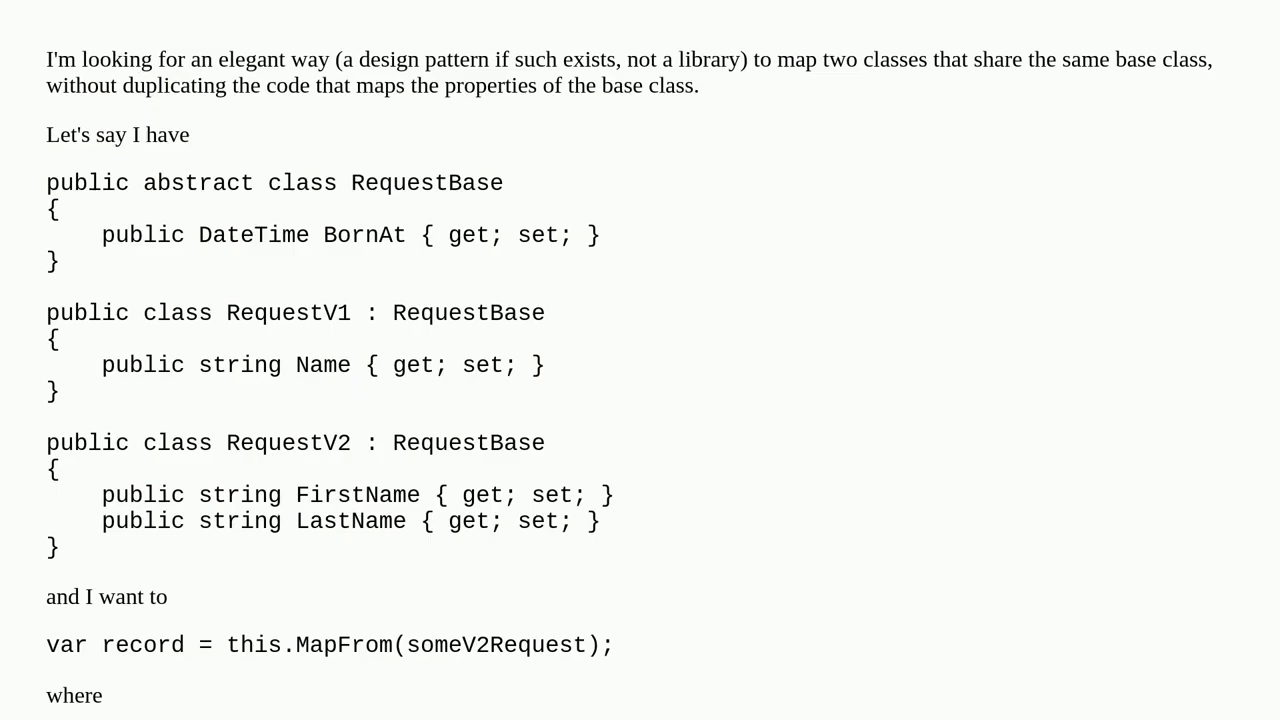 I'm looking for an elegant way (a design pattern if such exists, not a library) to map two classes that share the same base class,
without duplicating the code that maps the properties of the base class.
Let's say I have
public abstract class RequestBase
{
    public DateTime BornAt { get; set; }
}
public class RequestV1 : RequestBase
{
    public string Name { get; set; }
}
public class RequestV2 : RequestBase
{
    public string FirstName { get; set; }
    public string LastName { get; set; }
}
and I want to
var record = this.MapFrom(someV2Request);
where